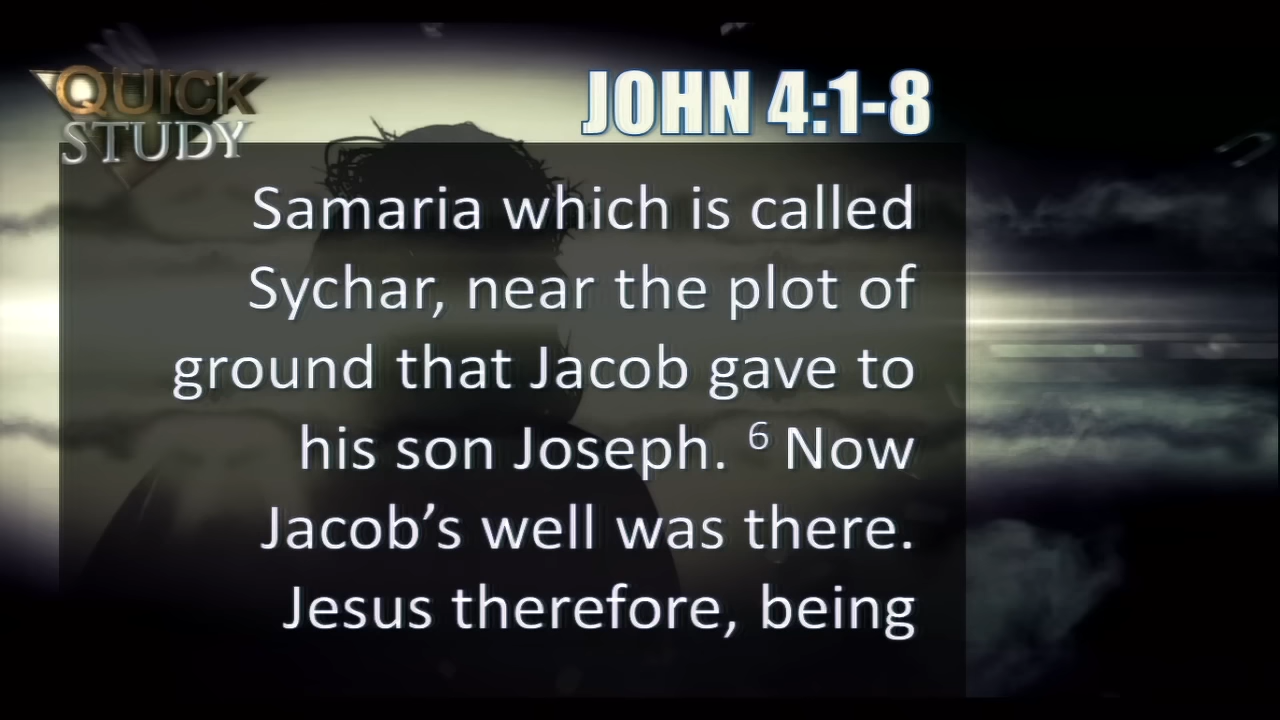 QUICK
STUDY
JOHN 4:1-8
Samaria which is called
Sychar, near the plot of
ground that Jacob gave to
his son Joseph. 6 Now
Jacob’s well was there.
Jesus therefore, being